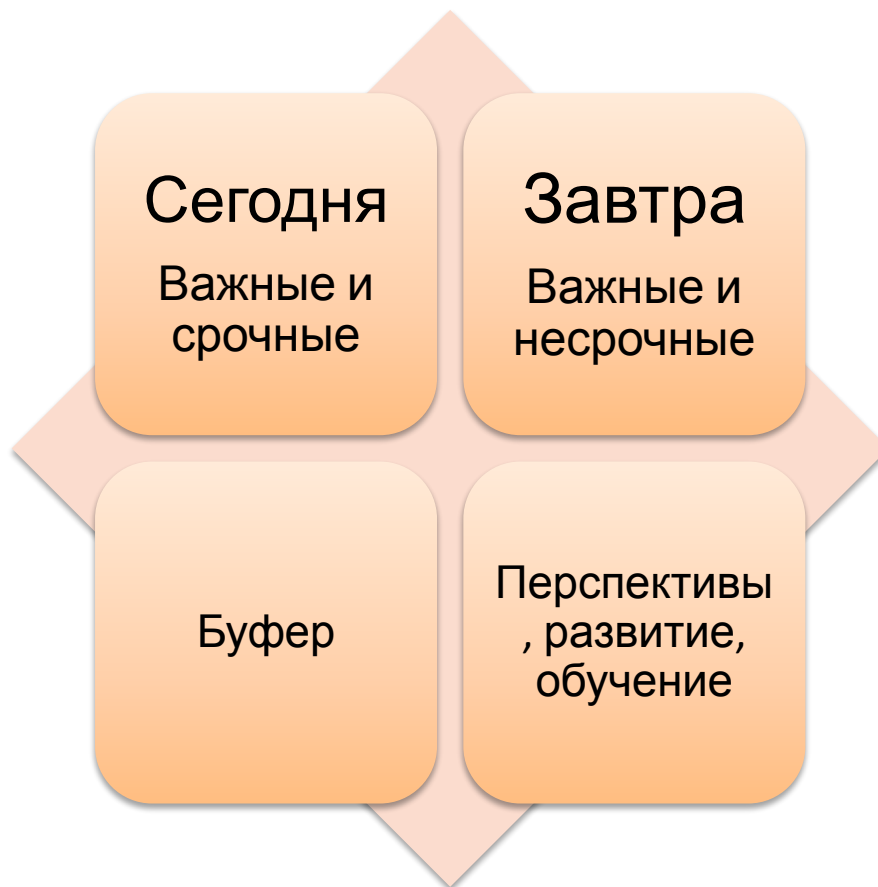 Сегодня
Важные и
срочные
Завтра
Важные и
несрочные
Буфер
Перспективы
, развитие,
обучение